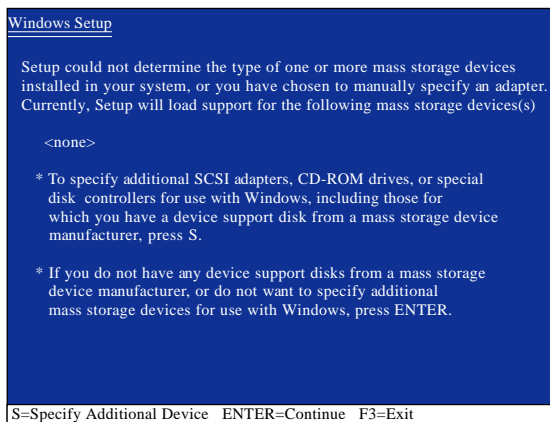 Windows Setup
Setup could not determine the type of one or more mass storage devices
installed in your system, or you have chosen to manually specify an adapter.
Currently, Setup will load support for the following mass storage devices(s)
<none>
* To specify additional SCSI adapters, CD-ROM drives, or special
disk controllers for use with Windows, including those for
which you have a device support disk from a mass storage device
manufacturer, press S.
* If you do not have any device support disks from a mass storage
device manufacturer, or do not want to specify additional
mass storage devices for use with Windows, press ENTER.
S=Specify Additional Device ENTER=Continue F3=Exit